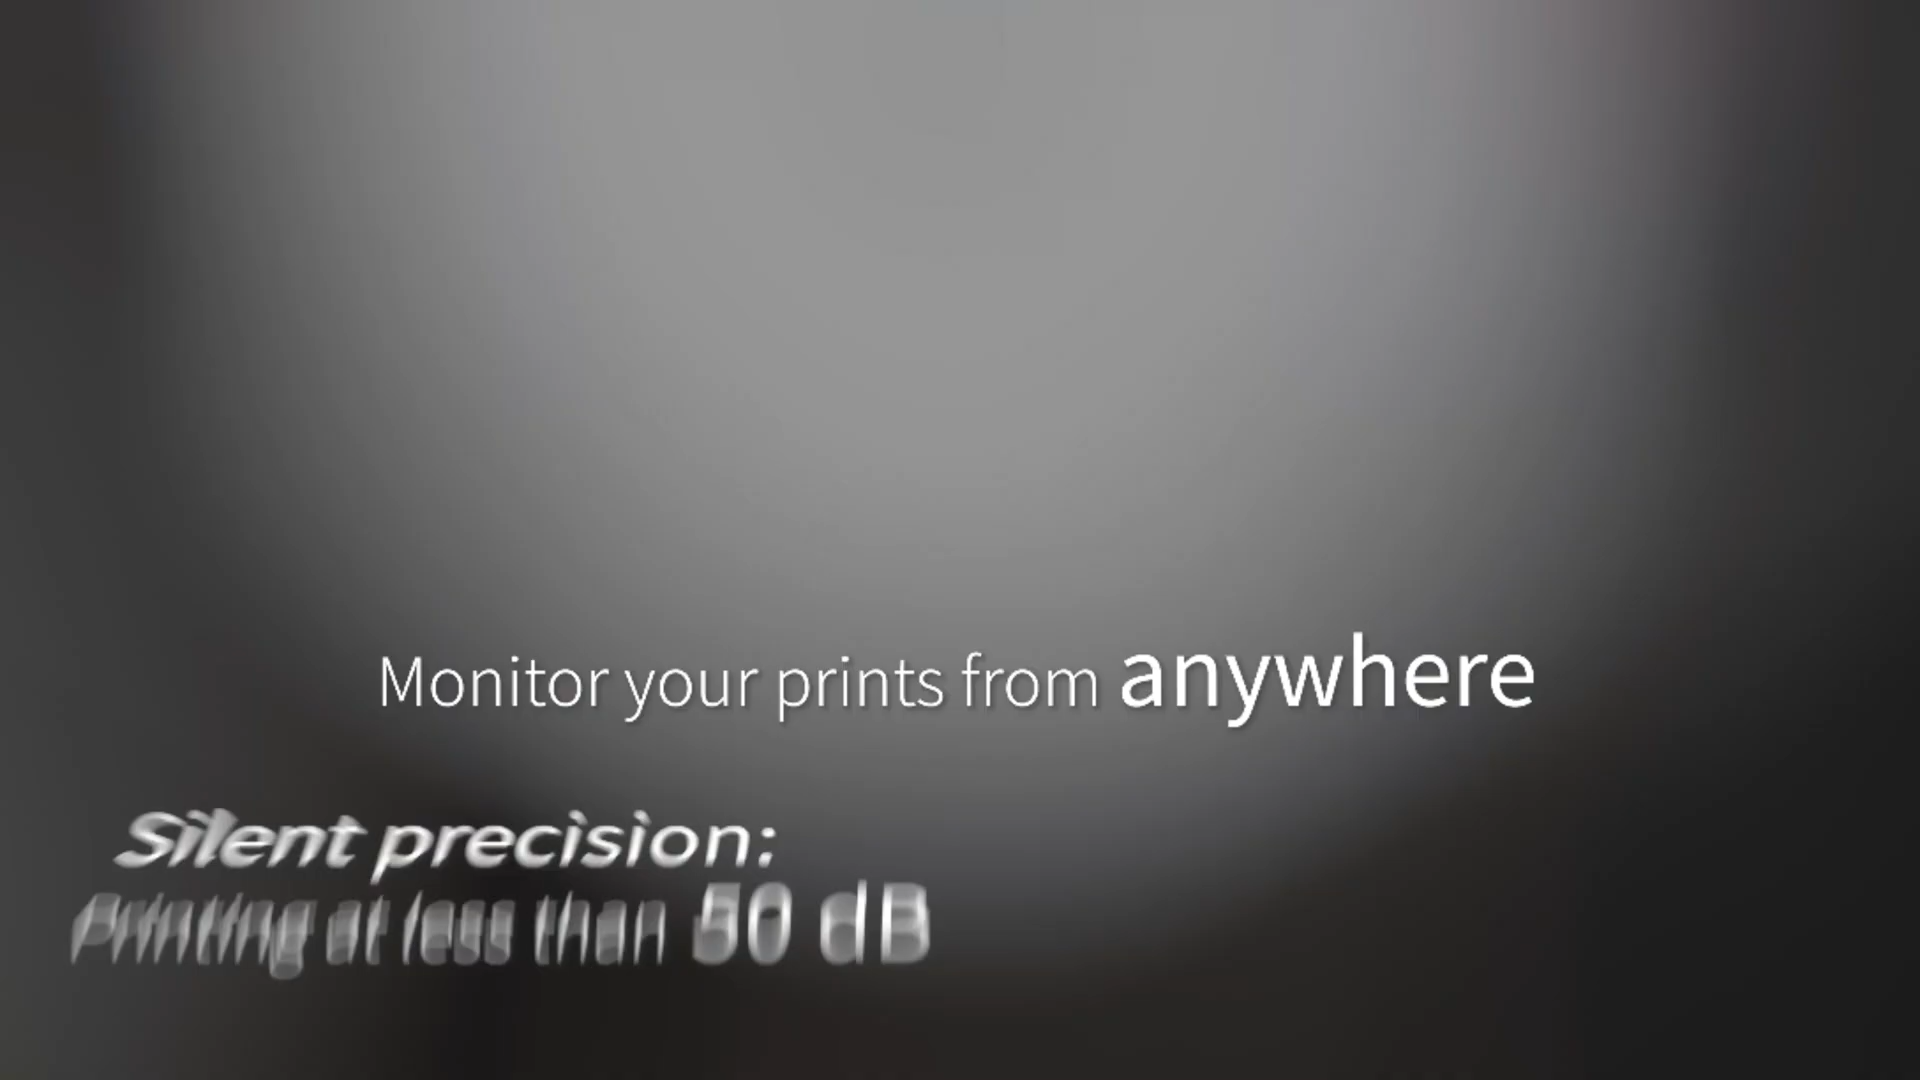 Monitor your prints from anywhere
Silent precision:
Printing at less than 50 dB